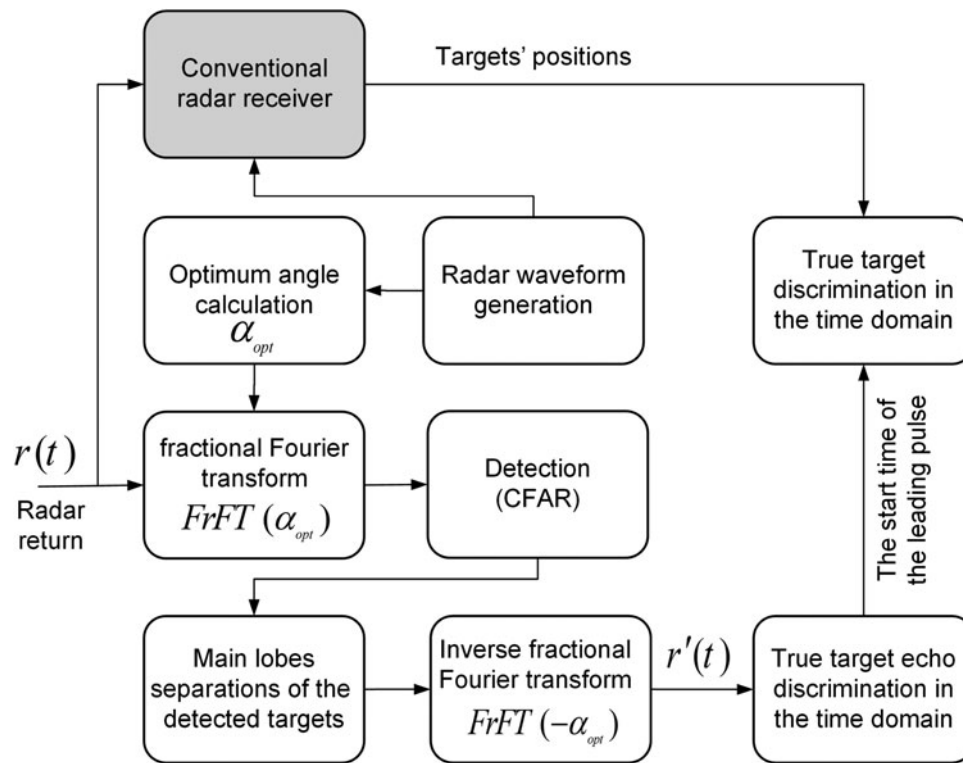 Conventional
radar receiver
Targets' positions
Optimum angle
calculation
α_opt
Radar waveform
generation
True target
discrimination in
the time domain
r(t)
Radar
return
fractional Fourier
transform
FrFT (α_opt)
Detection
(CFAR)
The start time of
the leading pulse
Main lobes
separations of the
detected targets
Inverse fractional
Fourier transform
FrFT (-α_opt)
r'(t)
True target echo
discrimination in
the time domain